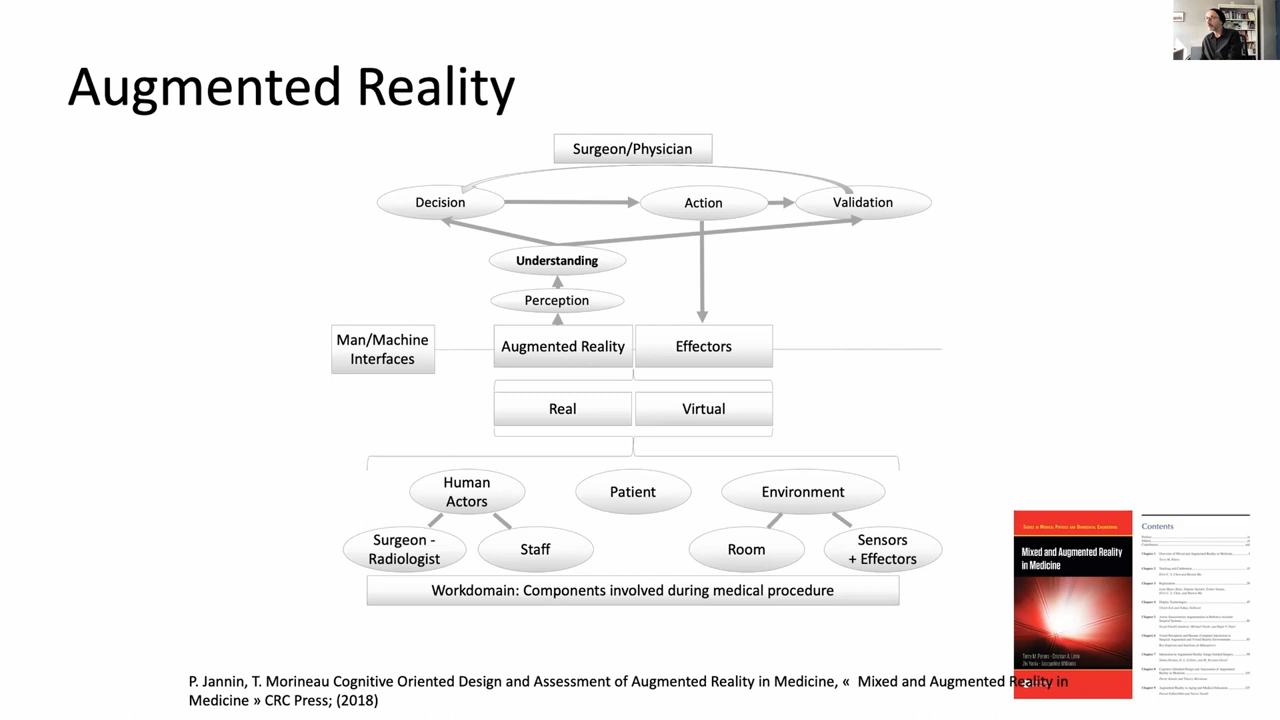 Augmented Reality
Surgeon/Physician
Decision
Action
Validation
Understanding
Perception
Man/Machine
Interfaces
Augmented Reality
Effectors
Real
Virtual
Human
Actors
Patient
Environment
Surgeon -
Radiologist
Staff
Room
Sensors
+ Effectors
Work domain: Components involved during medical procedure
Mixed and Augmented Reality
in Medicine
Contents
P. Jannin, T. Morineau Cognitive Oriented Design and Assessment of Augmented Reality in Medicine, « Mixed and Augmented Reality in
Medicine » CRC Press; (2018)